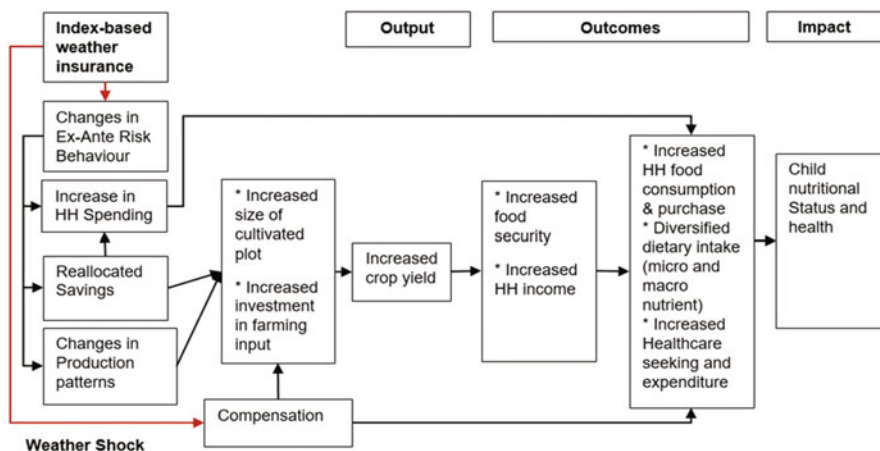 Index-based
weather
insurance
Output
Outcomes
Impact
Changes in
Ex-Ante Risk
Behaviour
Increase in
HH Spending
Reallocated
Savings
Changes in
Production
patterns
* Increased
size of
cultivated
plot
* Increased
investment
in farming
input
Increased
crop yield
* Increased
food
security
* Increased
HH income
* Increased
HH food
consumption
& purchase
* Diversified
dietary intake
(micro and
macro
nutrient)
* Increased
Healthcare
seeking and
expenditure
Child
nutritional
Status and
health
Compensation
Weather Shock